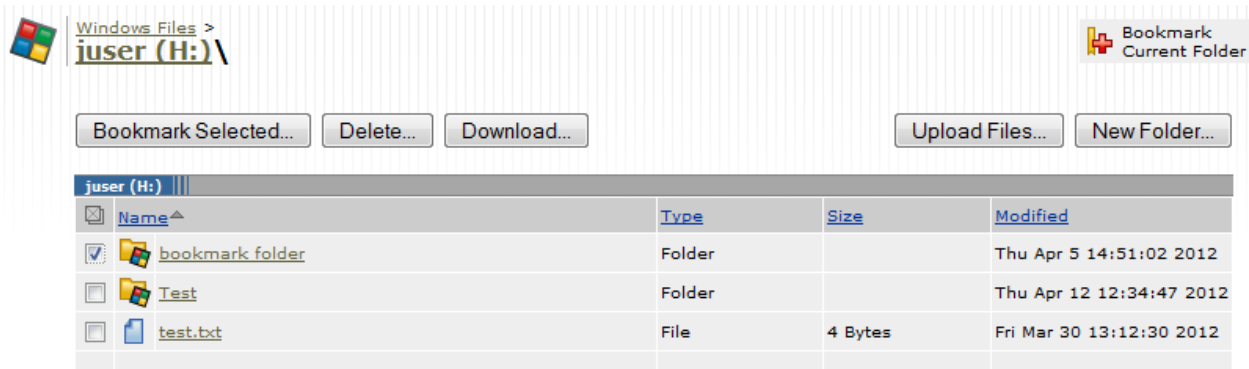 Windows Files >
juser (H:)\
Bookmark
Current Folder
Bookmark Selected... Delete... Download... Upload Files... New Folder...
juser (H:)
Name Type Size Modified
bookmark folder Folder Thu Apr 5 14:51:02 2012
Test Folder Thu Apr 12 12:34:47 2012
test.txt File 4 Bytes Fri Mar 30 13:12:30 2012